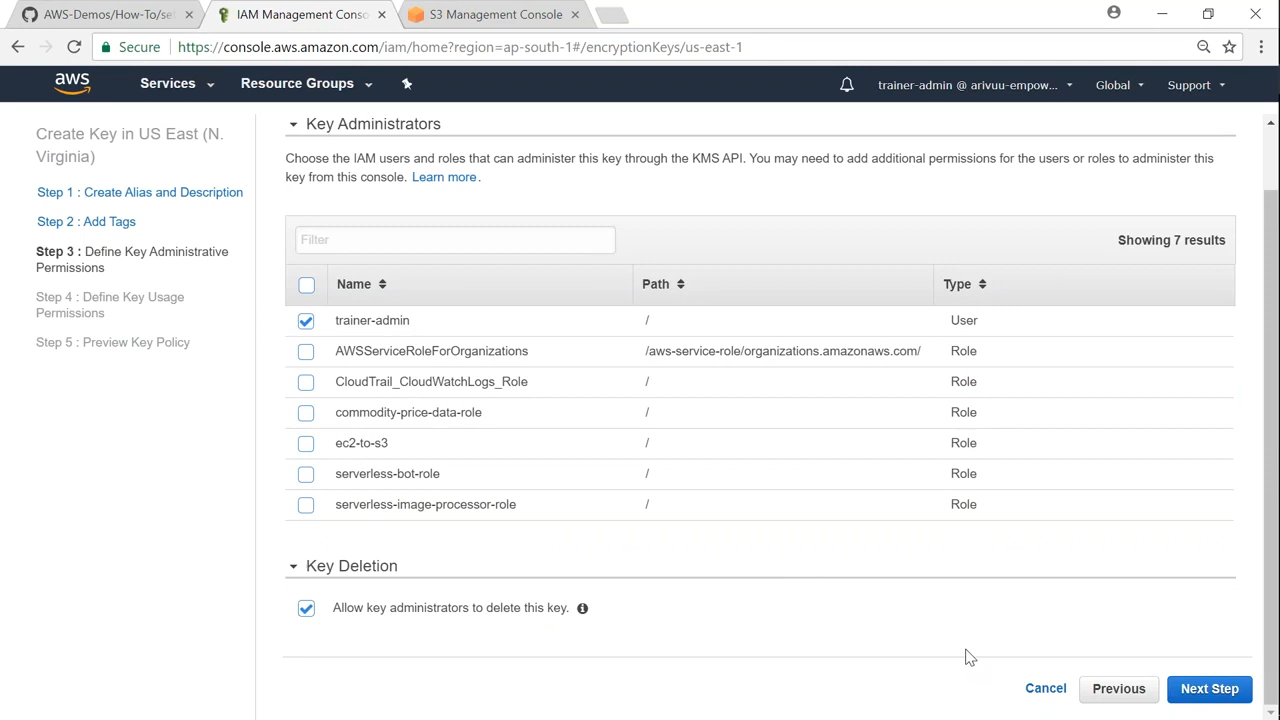 AWS-Demos/How-To/se
IAM Management Conso
S3 Management Console
Secure
https://console.aws.amazon.com/iam/home?region=ap-south-1#/encryptionKeys/us-east-1
aws
Services
Resource Groups
trainer-admin @ arivuu-empow...
Global
Support
Create Key in US East (N.
Virginia)
Step 1 : Create Alias and Description
Step 2 : Add Tags
Step 3 : Define Key Administrative
Permissions
Step 4 : Define Key Usage
Permissions
Step 5 : Preview Key Policy
Key Administrators
Choose the IAM users and roles that can administer this key through the KMS API. You may need to add additional permissions for the users or roles to administer this
key from this console. Learn more.
Filter
Showing 7 results
Name Path Type
trainer-admin / User
AWSServiceRoleForOrganizations /aws-service-role/organizations.amazonaws.com/ Role
CloudTrail_CloudWatchLogs_Role / Role
commodity-price-data-role / Role
ec2-to-s3 / Role
serverless-bot-role / Role
serverless-image-processor-role / Role
Key Deletion
Allow key administrators to delete this key.
Cancel
Previous
Next Step